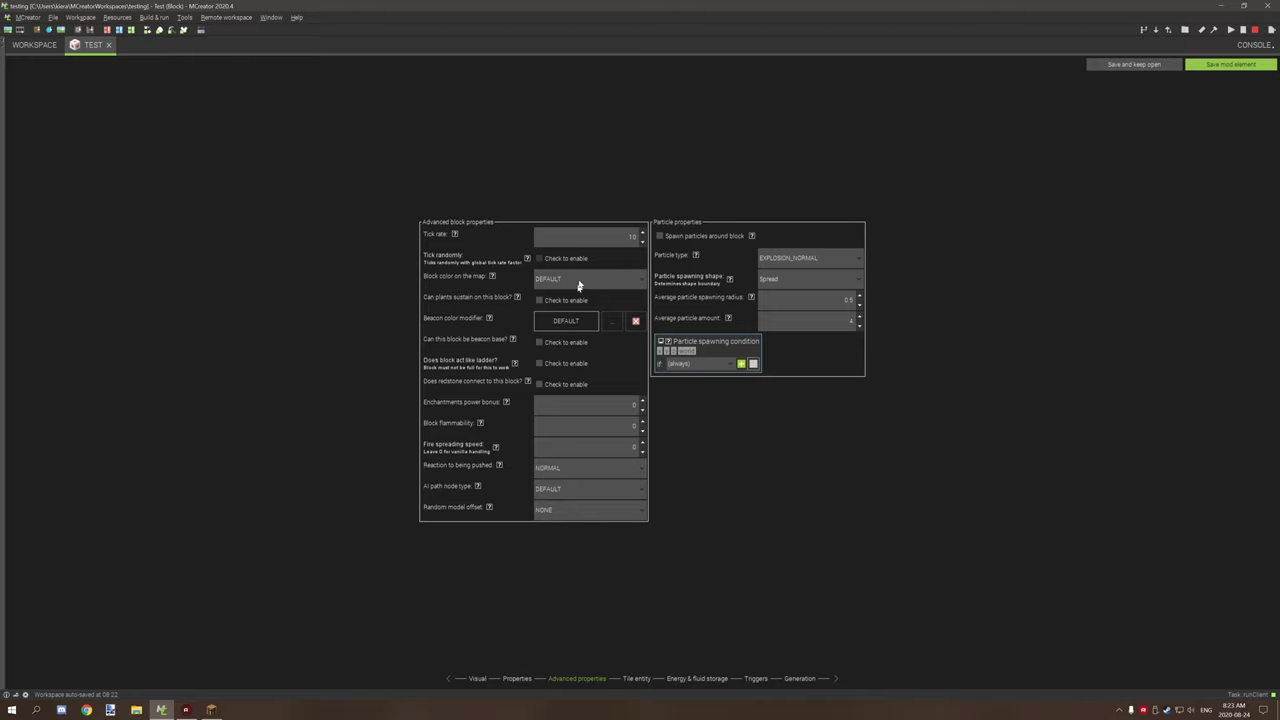 testing [C:\Users\kiera\MCreatorWorkspaces\testing] - Test (Block) - MCreator 2020.4
MCreator File Workspace Resources Build & run Tools Remote workspace Window Help
WORKSPACE TEST CONSOLE
Save and keep open Save mod element
Advanced block properties
Tick rate: ? 10
Tick randomly:
Ticks randomly with global tick rate factor ? Check to enable
Block color on the map: ? DEFAULT
Can plants sustain on this block? ? Check to enable
Beacon color modifier: ? DEFAULT ...
Can this block be beacon base? ? Check to enable
Does block act like ladder?
Block must not be full for this to work ? Check to enable
Does redstone connect to this block? ? Check to enable
Enchantments power bonus: ? 0
Block flammability: ? 0
Fire spreading speed:
Leave 0 for vanilla handling ? 0
Reaction to being pushed: ? NORMAL
AI path node type: ? DEFAULT
Random model offset: ? NONE
Particle properties
Spawn particles around block ?
Particle type: ? EXPLOSION_NORMAL
Particle spawning shape:
Determines shape boundary ? Spread
Average particle spawning radius: ? 0.5
Average particle amount: ? 4
? Particle spawning condition
x y z world
if: (always)
Visual Properties Advanced properties Tile entity Energy & fluid storage Triggers Generation
Workspace auto-saved at 08:22 Task: runClient
ENG 8:23 AM
2020-08-24